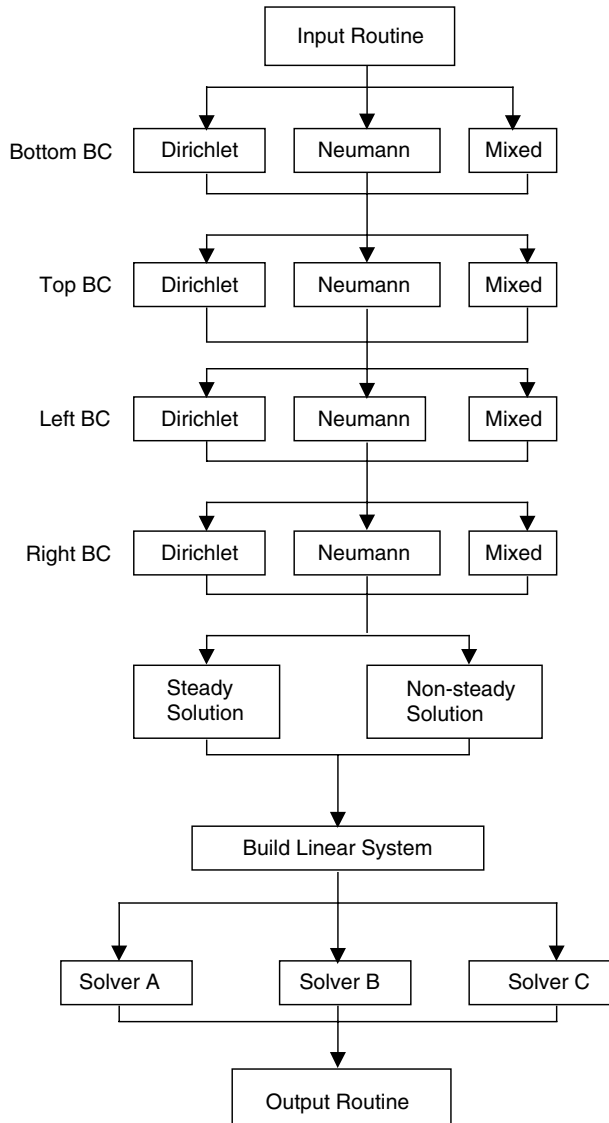 Input Routine
Bottom BC
Dirichlet
Neumann
Mixed
Top BC
Dirichlet
Neumann
Mixed
Left BC
Dirichlet
Neumann
Mixed
Right BC
Dirichlet
Neumann
Mixed
Steady
Solution
Non-steady
Solution
Build Linear System
Solver A
Solver B
Solver C
Output Routine